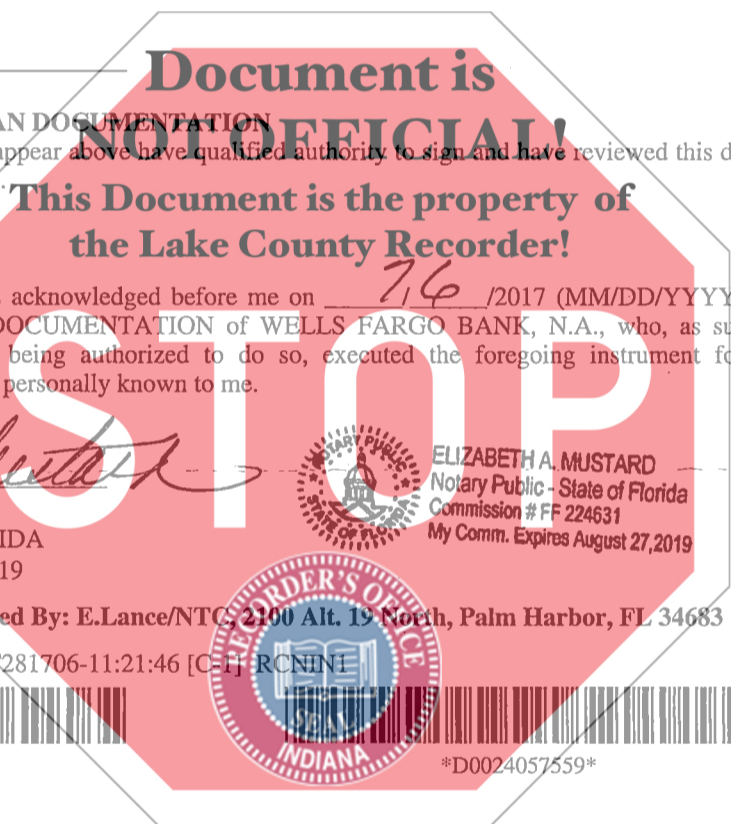 Document is
AN DOCUMENTATION
NOT OFFICIAL!
appear above have qualified authority to sign and have reviewed this d
This Document is the property of
the Lake County Recorder!
acknowledged before me on 7/6 /2017 (MM/DD/YYYY
DOCUMENTATION of WELLS FARGO BANK, N.A., who, as su
being authorized to do so, executed the foregoing instrument fo
personally known to me.
STOP
NOTARY PUBLIC
STATE OF FLORIDA
ELIZABETH A. MUSTARD
Notary Public - State of Florida
Commission # FF 224631
My Comm. Expires August 27, 2019
IDA
19
ed By: E.Lance/NTC, 2100 Alt. 19 North, Palm Harbor, FL 34683
281706-11:21:46 [C-1] RCNIN1
RECORDER'S OFFICE
SEAL
INDIANA
*D0024057559*